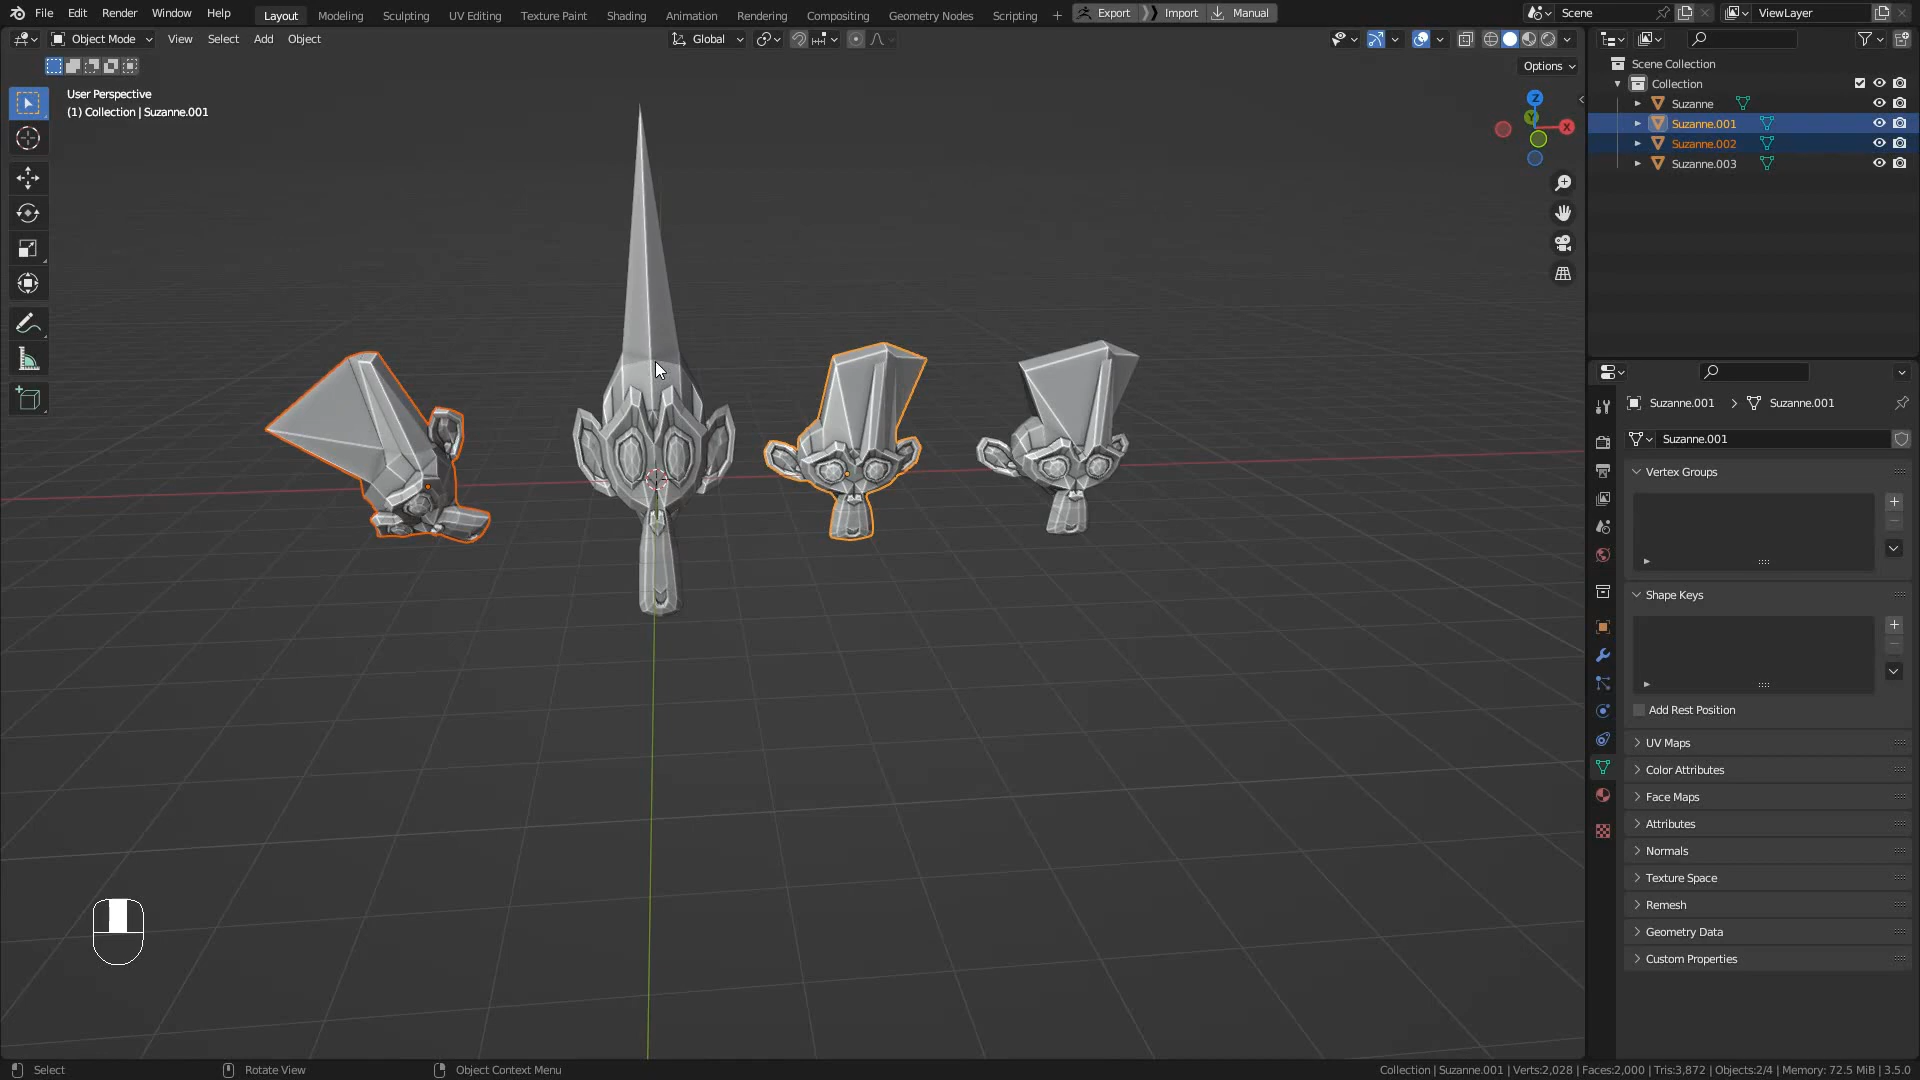 File Edit Render Window Help Layout Modeling Sculpting UV Editing Texture Paint Shading Animation Rendering Compositing Geometry Nodes Scripting + Export Import Manual Scene ViewLayer
Object Mode View Select Add Object Global
Options
User Perspective
(1) Collection | Suzanne.001
Z
Y
X
Scene Collection
Collection
Suzanne
Suzanne.001
Suzanne.002
Suzanne.003
Suzanne.001 > Suzanne.001
Suzanne.001
Vertex Groups
Shape Keys
Add Rest Position
UV Maps
Color Attributes
Face Maps
Attributes
Normals
Texture Space
Remesh
Geometry Data
Custom Properties
Select Rotate View Object Context Menu Collection | Suzanne.001 | Verts:2,028 | Faces:2,000 | Tris:3,872 | Objects:2/4 | Memory: 72.5 MiB | 3.5.0